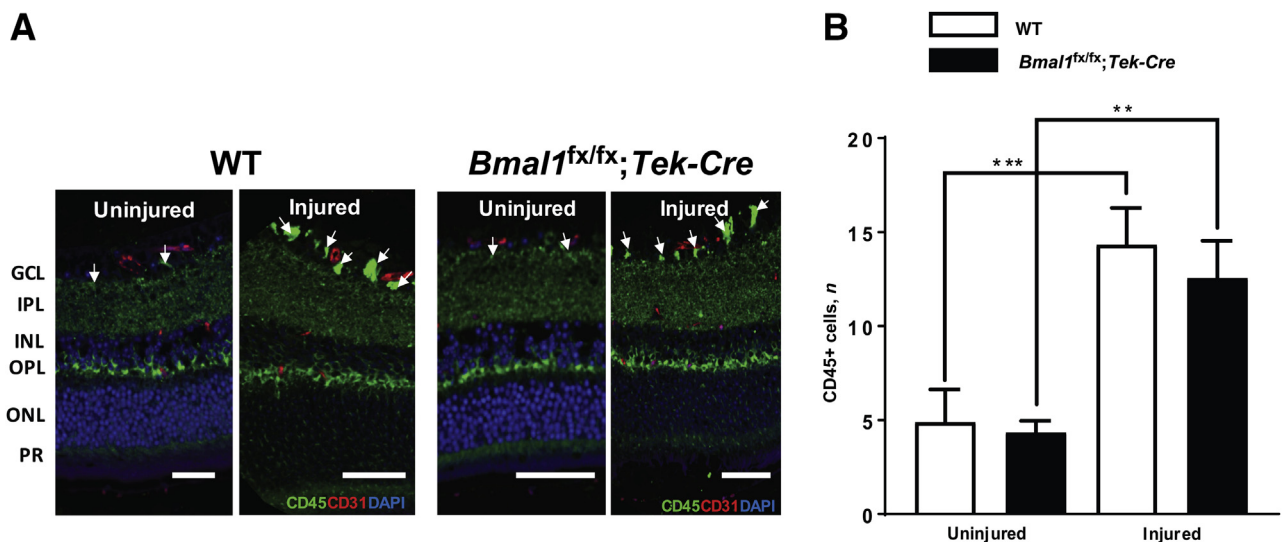 A
WT
Bmal1fx/fx;Tek-Cre
Uninjured
Injured
Uninjured
Injured
GCL
IPL
INL
OPL
ONL
PR
CD45CD31DAPI
CD45CD31DAPI
B
WT
Bmal1fx/fx;Tek-Cre
**
***
CD45+ cells, n
20
15
10
5
0
Uninjured
Injured